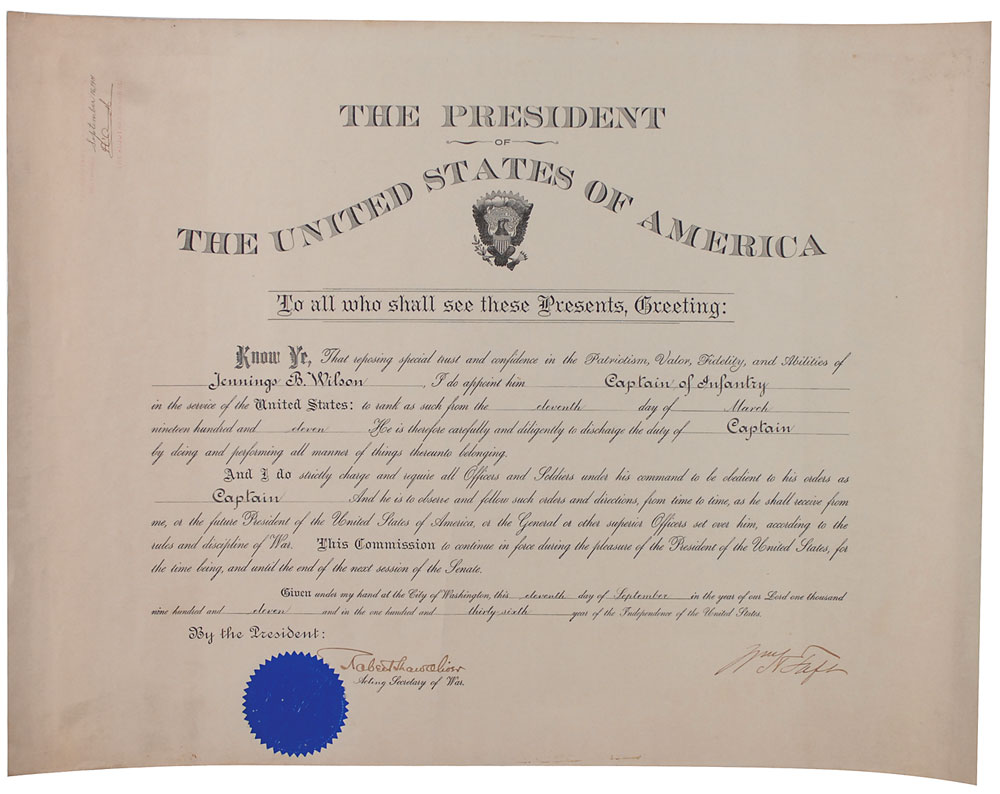 September 14, 1911
THE PRESIDENT
OF
THE UNITED STATES OF AMERICA
To all who shall see these Presents, Greeting:
Know Ye, That reposing special trust and confidence in the Patriotism, Valor, Fidelity, and Abilities of
Jennings B. Wilson , I do appoint him Captain of Infantry
in the service of the United States: to rank as such from the eleventh day of March
nineteen hundred and eleven He is therefore carefully and diligently to discharge the duty of Captain
by doing and performing all manner of things thereunto belonging.
And I do strictly charge and require all Officers and Soldiers under his command to be obedient to his orders as
Captain And he is to observe and follow such orders and directions, from time to time, as he shall receive from
me, or the future President of the United States of America, or the General or other superior Officers set over him, according to the
rules and discipline of War. This Commission to continue in force during the pleasure of the President of the United States, for
the time being, and until the end of the next session of the Senate.
Given under my hand at the City of Washington, this eleventh day of September in the year of our Lord one thousand
nine hundred and eleven and in the one hundred and thirty sixth year of the Independence of the United States.
By the President:
Robert Shaw Oliver
Acting Secretary of War.
Wm H Taft